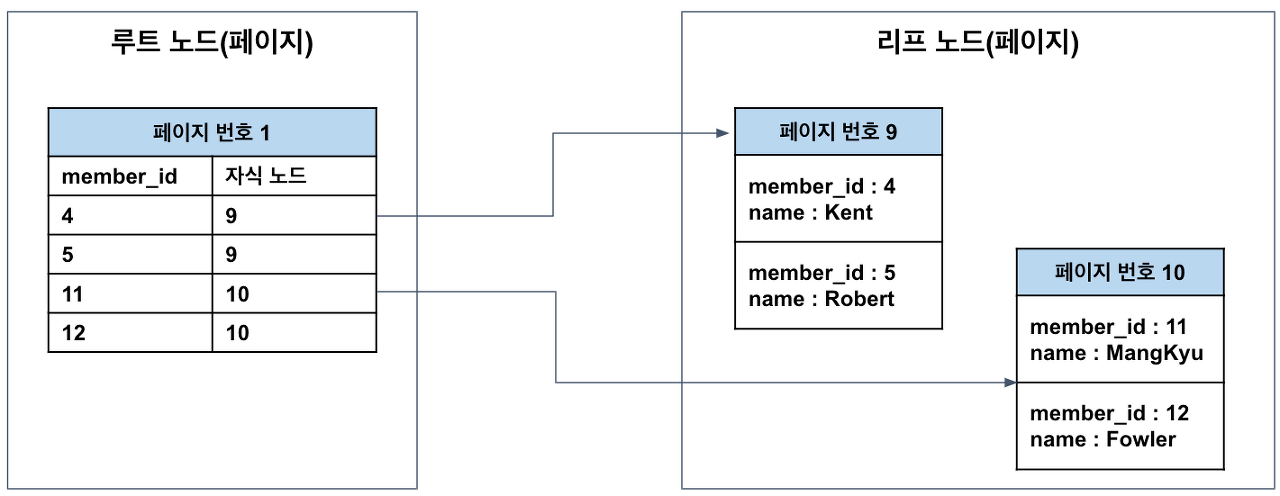 루트 노드(페이지)
페이지 번호 1
member_id 자식 노드
4 9
5 9
11 10
12 10
리프 노드(페이지)
페이지 번호 9
member_id : 4
name : Kent
member_id : 5
name : Robert
페이지 번호 10
member_id : 11
name : MangKyu
member_id : 12
name : Fowler